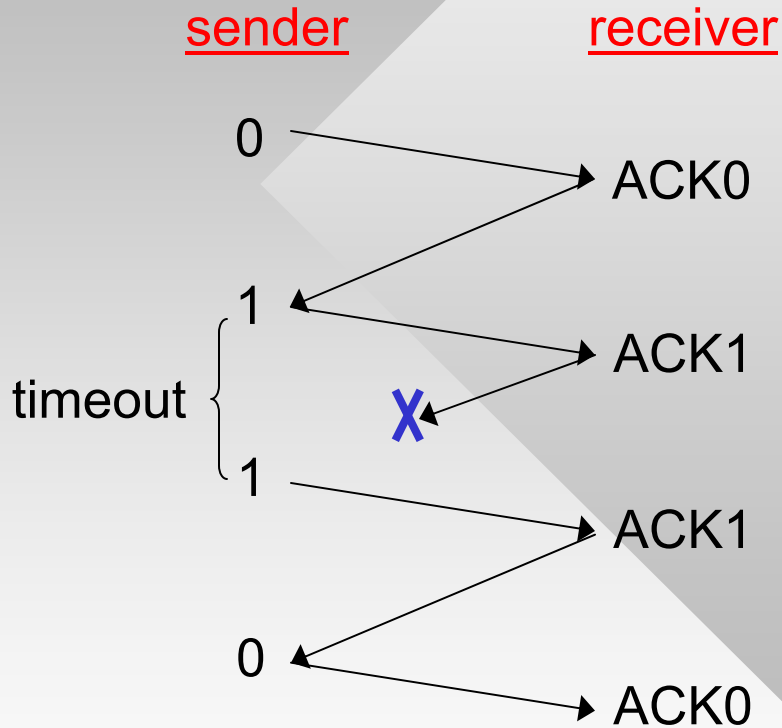 sender receiver
0
ACK0
1
ACK1
timeout
X
1
ACK1
0
ACK0